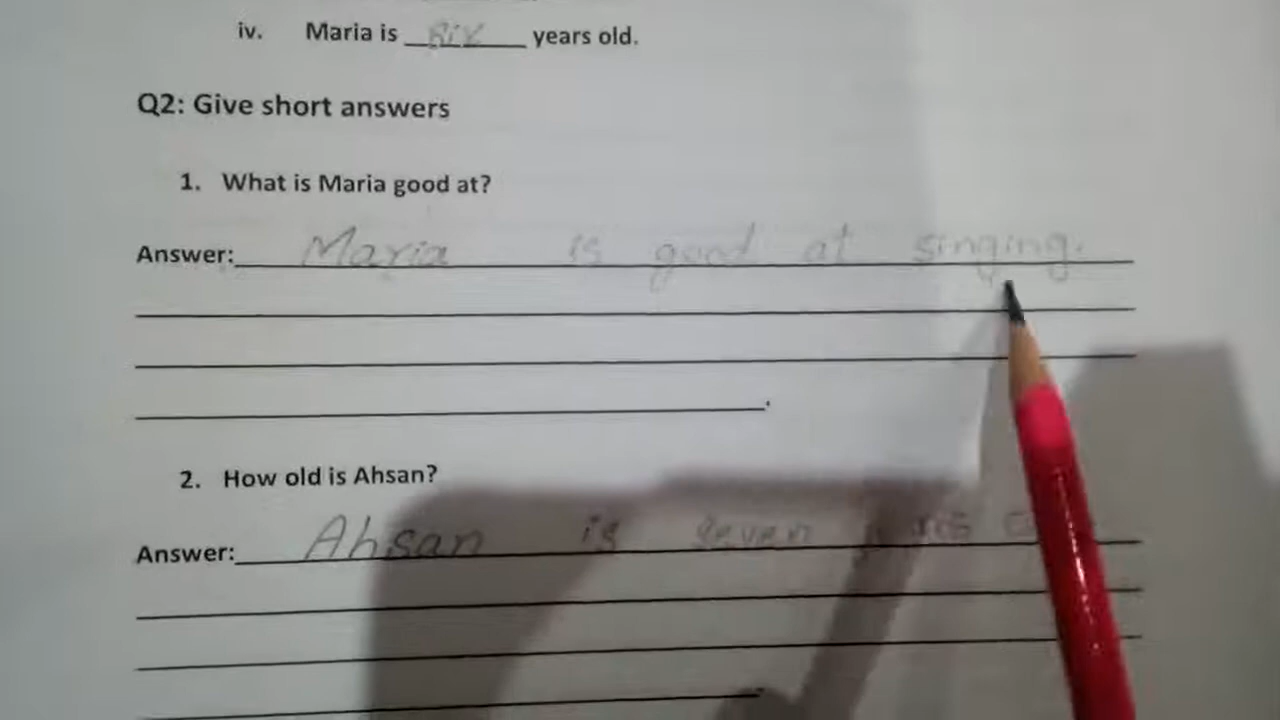 iv. Maria is six years old.
Q2: Give short answers
1. What is Maria good at?
Answer: Maria is good at singing.
2. How old is Ahsan?
Answer: Ahsan is seven